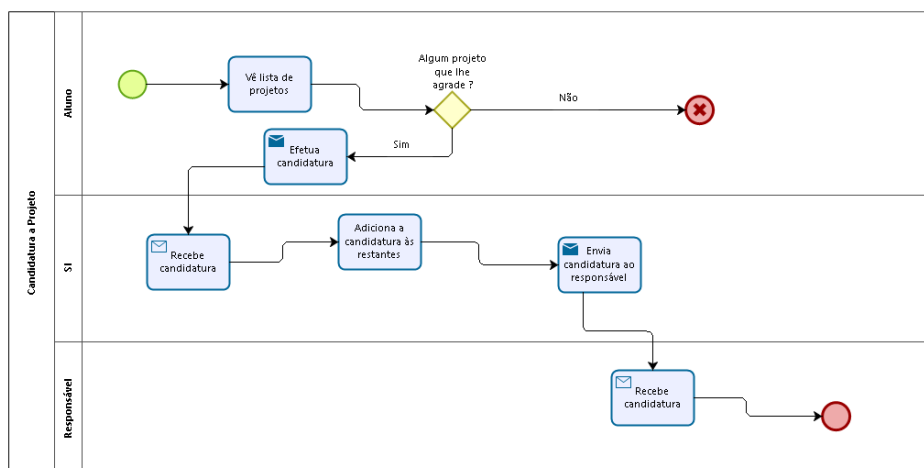 Candidatura a Projeto
Aluno
Vê lista de
projetos
Algum projeto
que lhe
agrade ?
Não
Sim
Efetua
candidatura
SI
Recebe
candidatura
Adiciona a
candidatura às
restantes
Envia
candidatura ao
responsável
Responsável
Recebe
candidatura